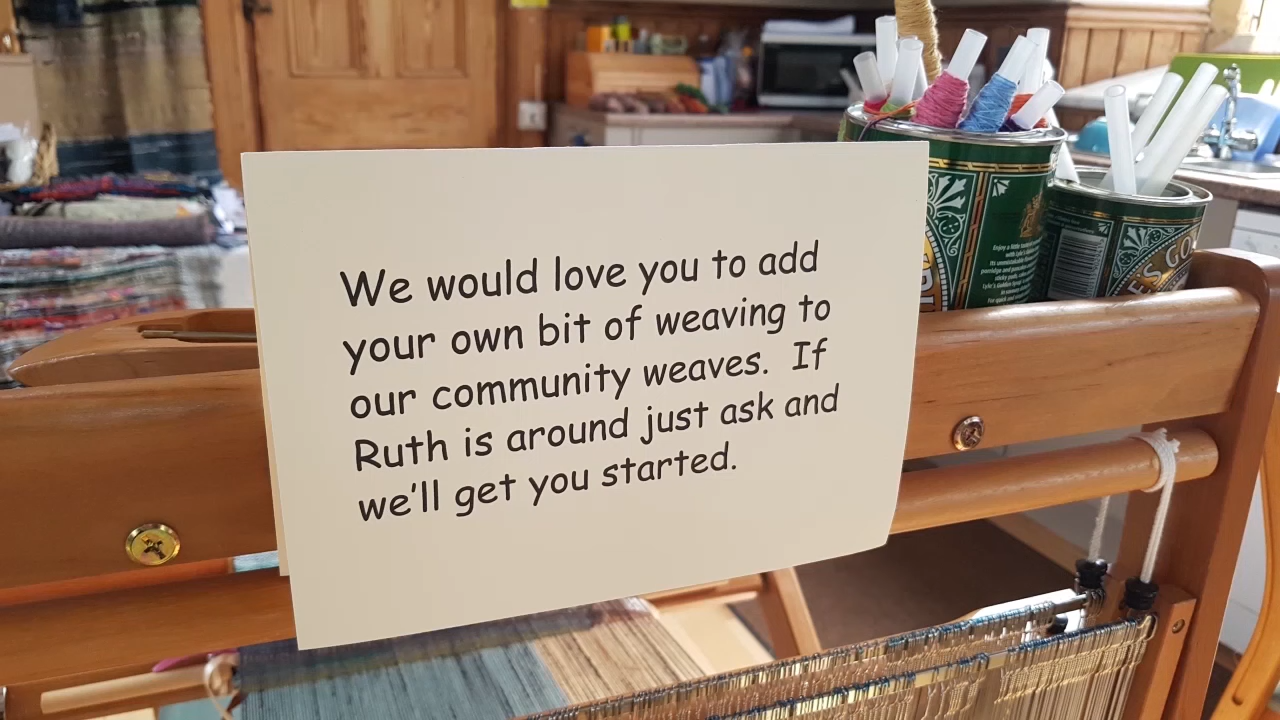 We would love you to add
your own bit of weaving to
our community weaves.  If
Ruth is around just ask and
we'll get you started.